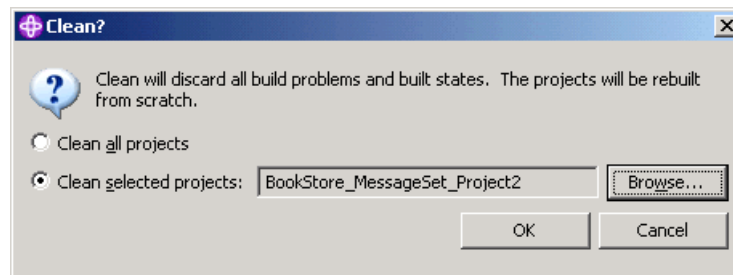 Clean?
Clean will discard all build problems and built states. The projects will be rebuilt
from scratch.
Clean all projects
Clean selected projects: BookStore_MessageSet_Project2 Browse...
OK Cancel